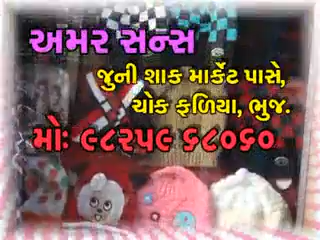 અમર સન્સ
જુની શાક માર્કેટ પાસે,
ચોક ફળિયા, ભુજ.
મોઃ ૯૮૨૫૯ ૬૮૦૬૦